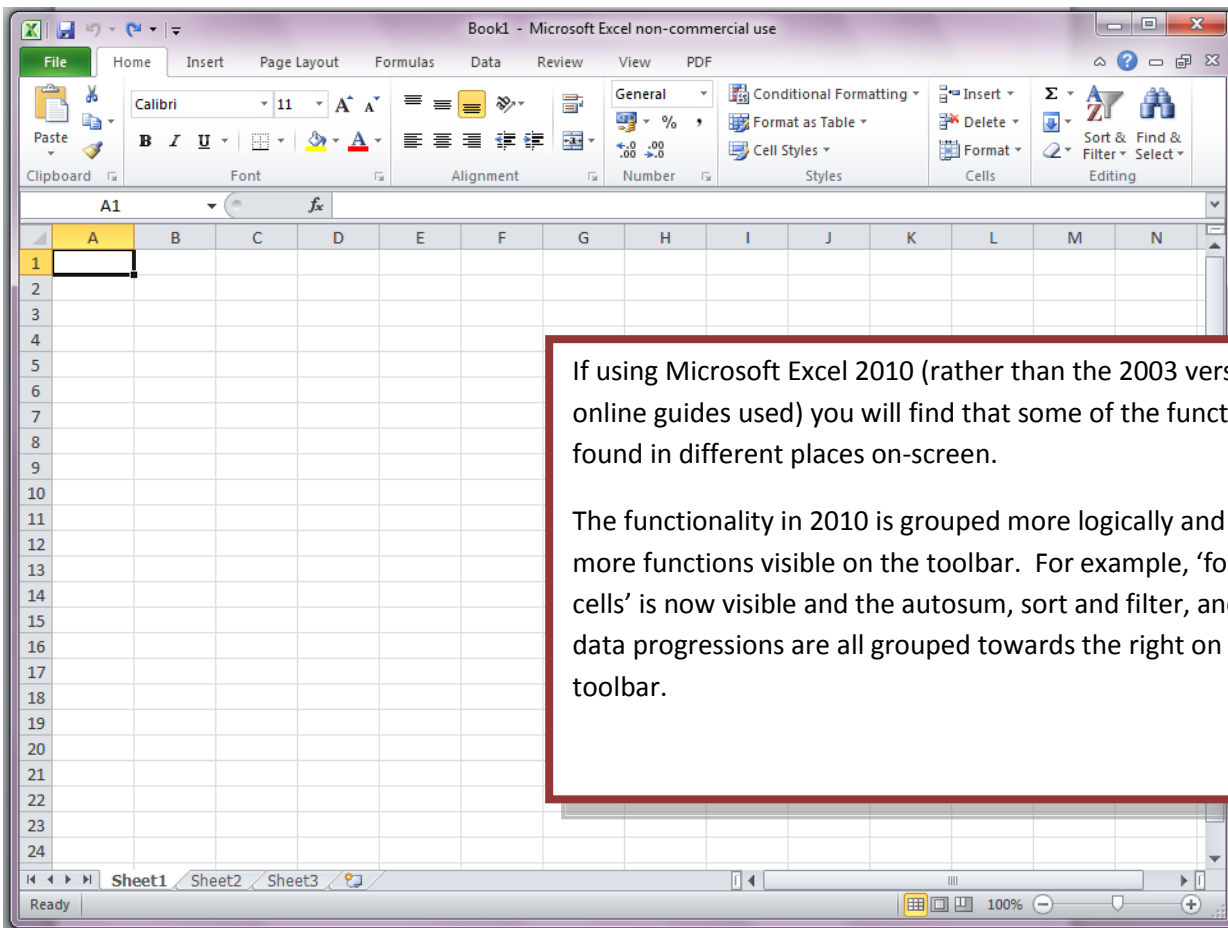 Book1 - Microsoft Excel non-commercial use
File Home Insert Page Layout Formulas Data Review View PDF
Calibri 11 General Conditional Formatting Insert Σ
Paste B I U A % , Format as Table Delete Sort & Find &
Cell Styles Format Filter Select
Clipboard Font Alignment Number Styles Cells Editing
A1 fx
A B C D E F G H I J K L M N
1
2
3
4
5
6
7
8
9
10
11
12
13
14
15
16
17
18
19
20
21
22
23
24
If using Microsoft Excel 2010 (rather than the 2003 vers
online guides used) you will find that some of the funct
found in different places on-screen.
The functionality in 2010 is grouped more logically and
more functions visible on the toolbar. For example, ‘fo
cells’ is now visible and the autosum, sort and filter, an
data progressions are all grouped towards the right on
toolbar.
Sheet1 Sheet2 Sheet3
Ready 100%